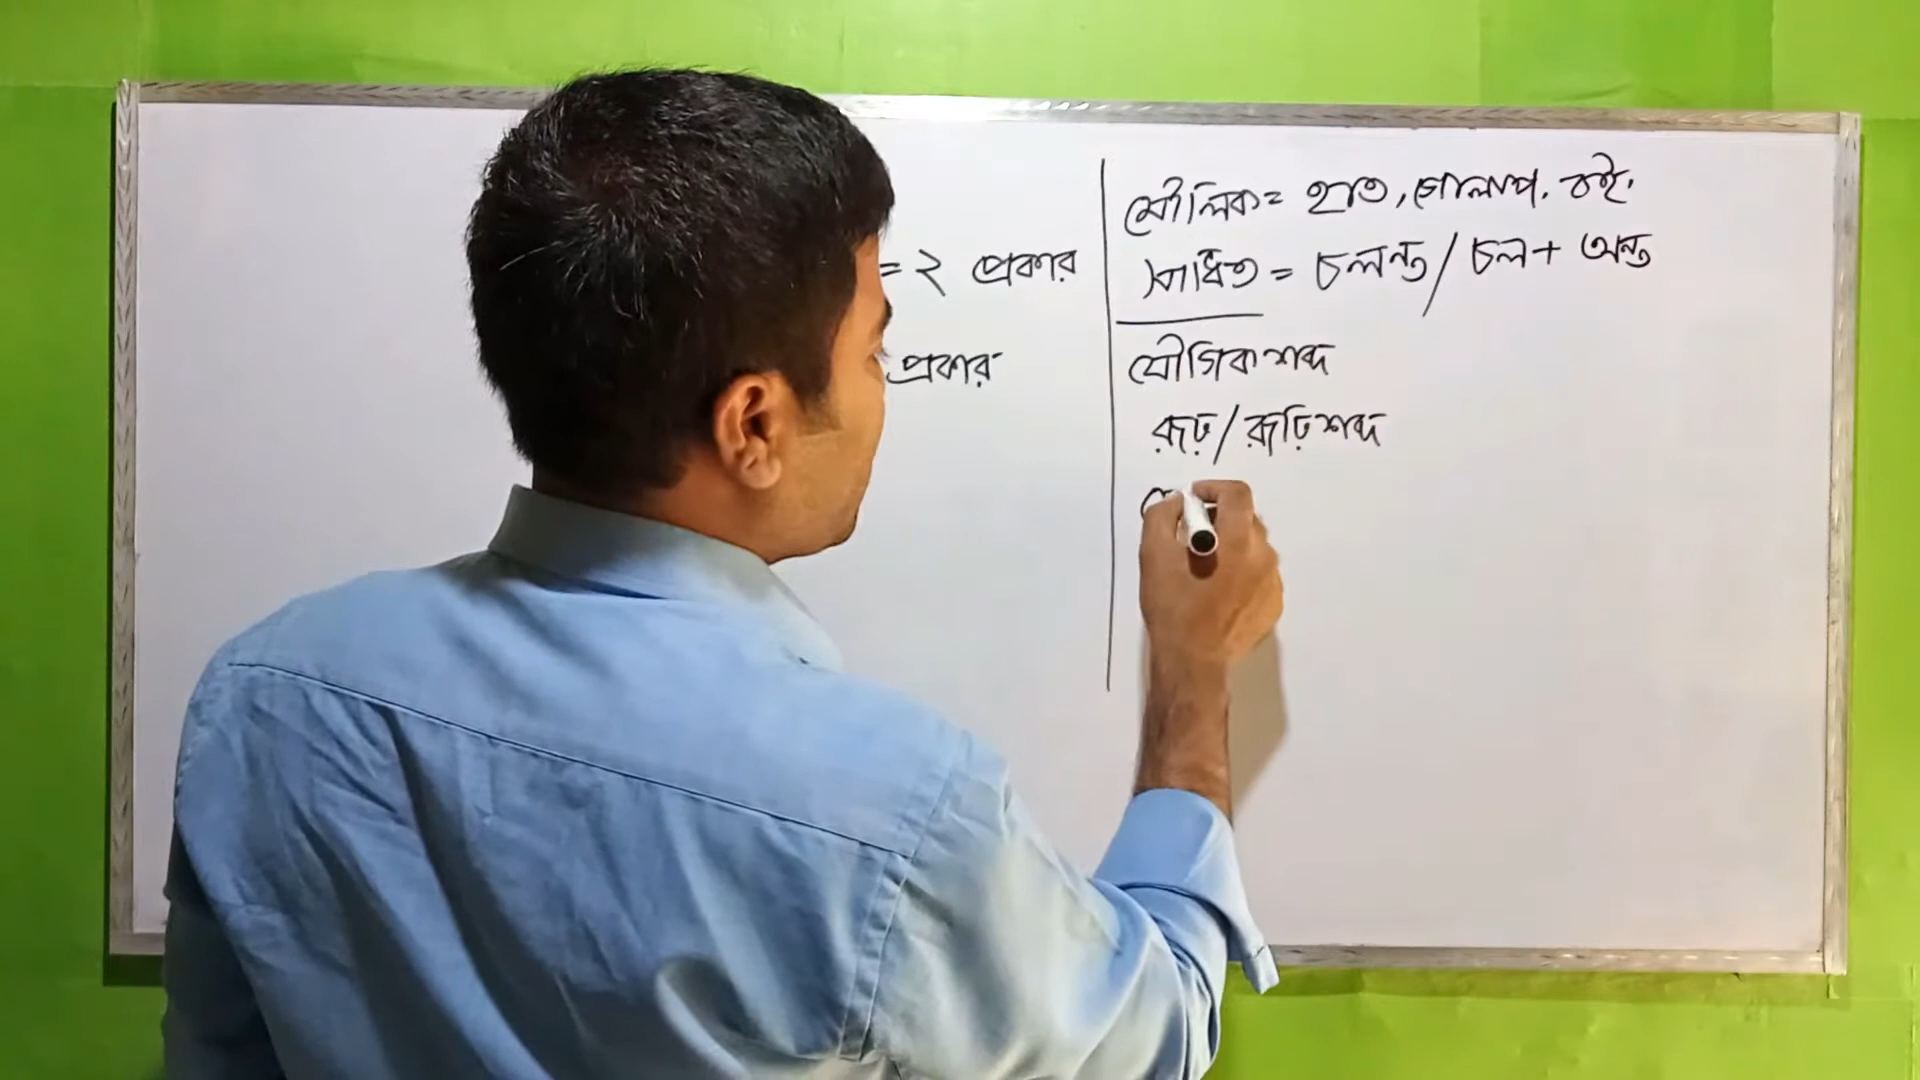 = ২ প্রকার
প্রকার
মৌলিক = হাত, গোলাপ, বই,
সাধিত = চলন্ত / চল + অন্ত
যৌগিক শব্দ
রূঢ় / রূঢ়ি শব্দ